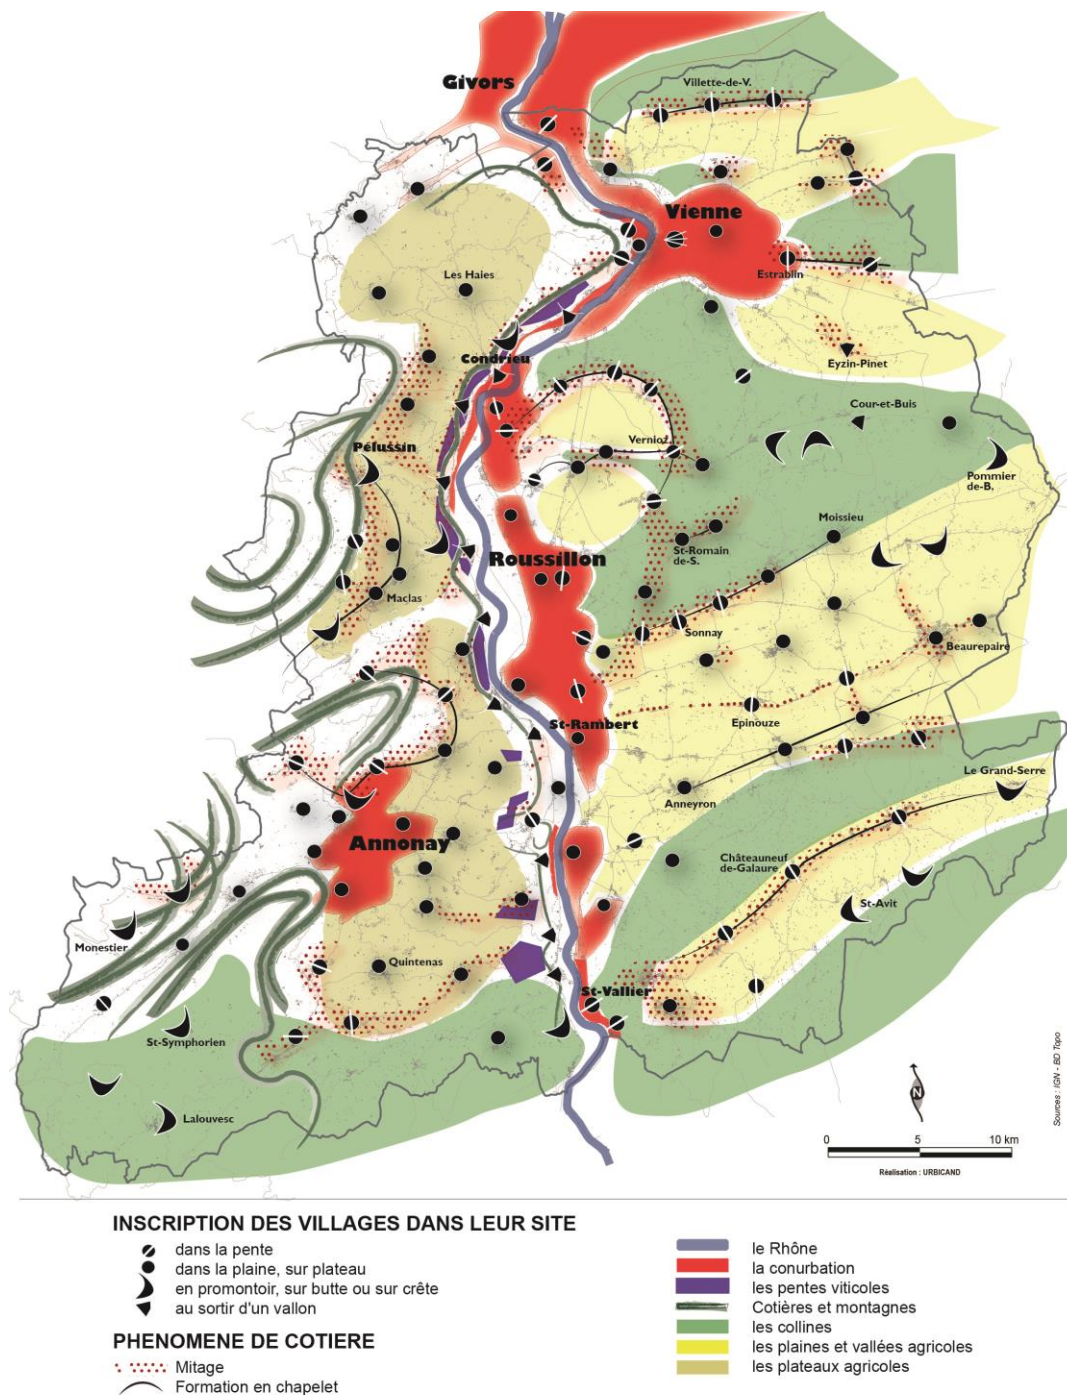 Givors
Villette-de-V.
Vienne
Les Haies
Estrablin
Condrieu
Eyzin-Pinet
Cour-et-Buis
Vernioz
Pélussin
Pommier
de-B.
Moissieu
Roussillon
St-Romain
de-S.
Maclas
Sonnay
Beaurepaire
St-Rambert
Epinouze
Le Grand-Serre
Anneyron
Annonay
Châteauneuf
de-Galaure
St-Avit
Monestier
Quintenas
St-Vallier
St-Symphorien
Lalouvesc
N
0 5 10 km
Réalisation : URBICAND
Sources : IGN - BD Topo
INSCRIPTION DES VILLAGES DANS LEUR SITE
dans la pente
dans la plaine, sur plateau
en promontoir, sur butte ou sur crête
au sortir d'un vallon
PHENOMENE DE COTIERE
Mitage
Formation en chapelet
le Rhône
la conurbation
les pentes viticoles
Cotières et montagnes
les collines
les plaines et vallées agricoles
les plateaux agricoles